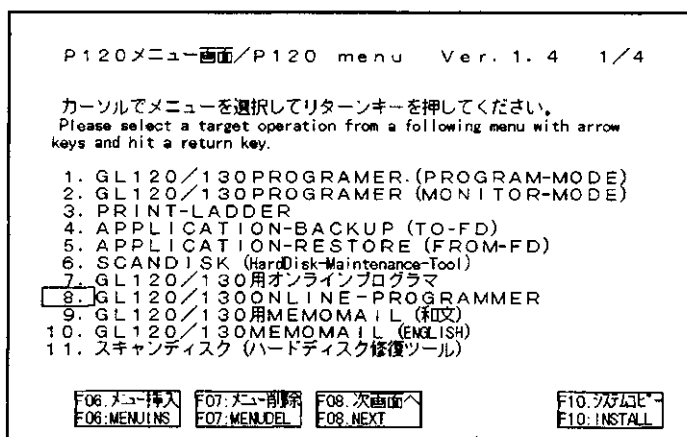 P120メニュー画面/P120 menu Ver.1.4 1/4
カーソルでメニューを選択してリターンキーを押してください。
Please select a target operation from a following menu with arrow
keys and hit a return key.
1. GL120/130PROGRAMER.(PROGRAM-MODE)
2. GL120/130PROGRAMER (MONITOR-MODE)
3. PRINT-LADDER
4. APPLICATION-BACKUP (TO-FD)
5. APPLICATION-RESTORE (FROM-FD)
6. SCANDISK (HardDisk-Maintenance-Tool)
7. GL120/130用オンラインプログラマ
8. GL120/130ONLINE-PROGRAMMER
9. GL120/130用MEMOMAIL (和文)
10. GL120/130MEMOMAIL (ENGLISH)
11. スキャンディスク (ハードディスク修復ツール)
F06.メニュー挿入 F07:メニュー削除 F08.次画面へ F10.システムコピー
F06:MENUINS F07:MENUDEL F08.NEXT F10:INSTALL